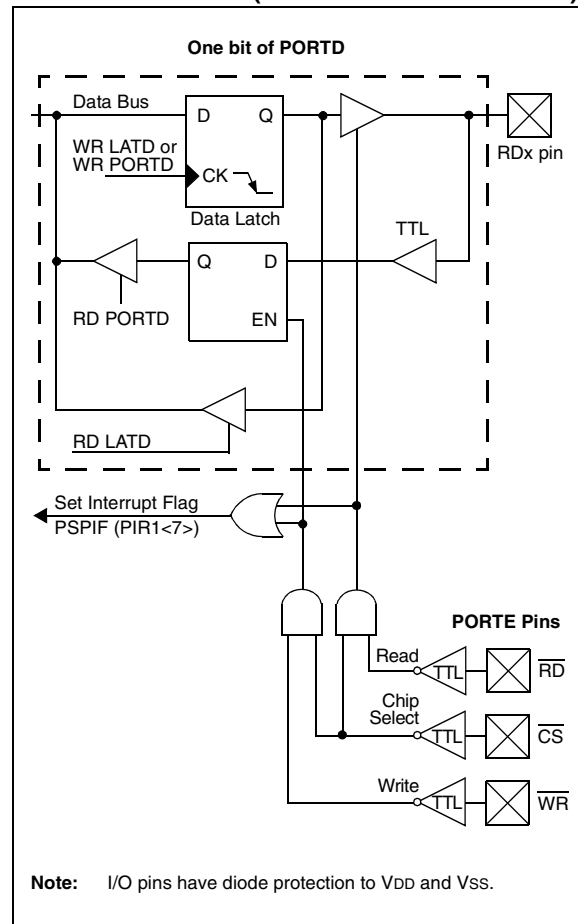 One bit of PORTD
Data Bus
WR LATD or
WR PORTD
D Q
CK
Data Latch
RDx pin
TTL
Q D
EN
RD PORTD
RD LATD
Set Interrupt Flag
PSPIF (PIR1<7>)
PORTE Pins
Read
TTL
RD
Chip
Select
TTL
CS
Write
TTL
WR
Note: I/O pins have diode protection to VDD and VSS.